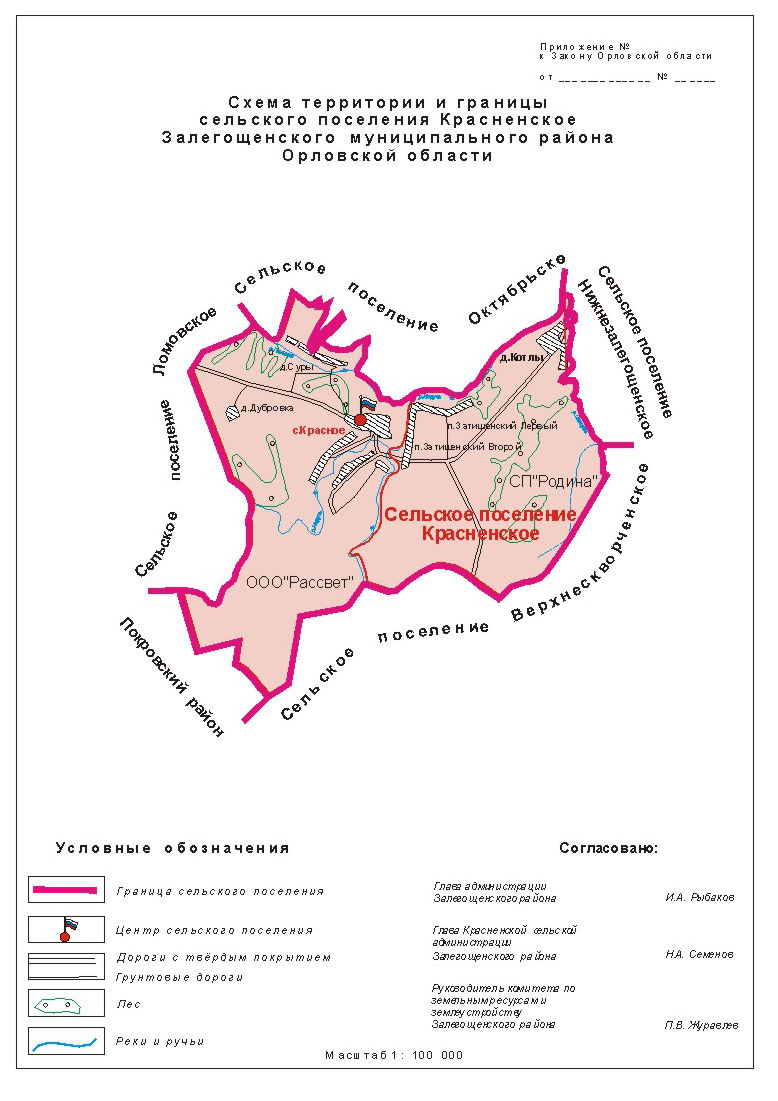 Приложение №
к Закону Орловской области
от _____________ № ______
Схема территории и границы
сельского поселения Красненское
Залегощенского муниципального района
Орловской области
Сельское поселение Октябрьско
Сельское поселение
Нижнезалегощенское
Сельское поселение Ломовское
д.Суры
д.Котлы
д.Дубровка
с.Красное
п.Затишенский Первый
п.Затишенский Второй
СП"Родина"
Сельское поселение
Красненское
ООО"Рассвет"
Сельское поселение Верхнескворченское
Покровский район
Условные обозначения
Согласовано:
Граница сельского поселения
Центр сельского поселения
Дороги с твёрдым покрытием
Грунтовые дороги
Лес
Реки и ручьи
Глава администрации
Залегощенского района
И.А. Рыбаков
Глава Красненской сельской
администрации
Залегощенского района
Н.А. Семенов
Руководитель комитета по
земельным ресурсам и
землеустройству
Залегощенского района
П.В. Журавлев
Масштаб 1: 100 000